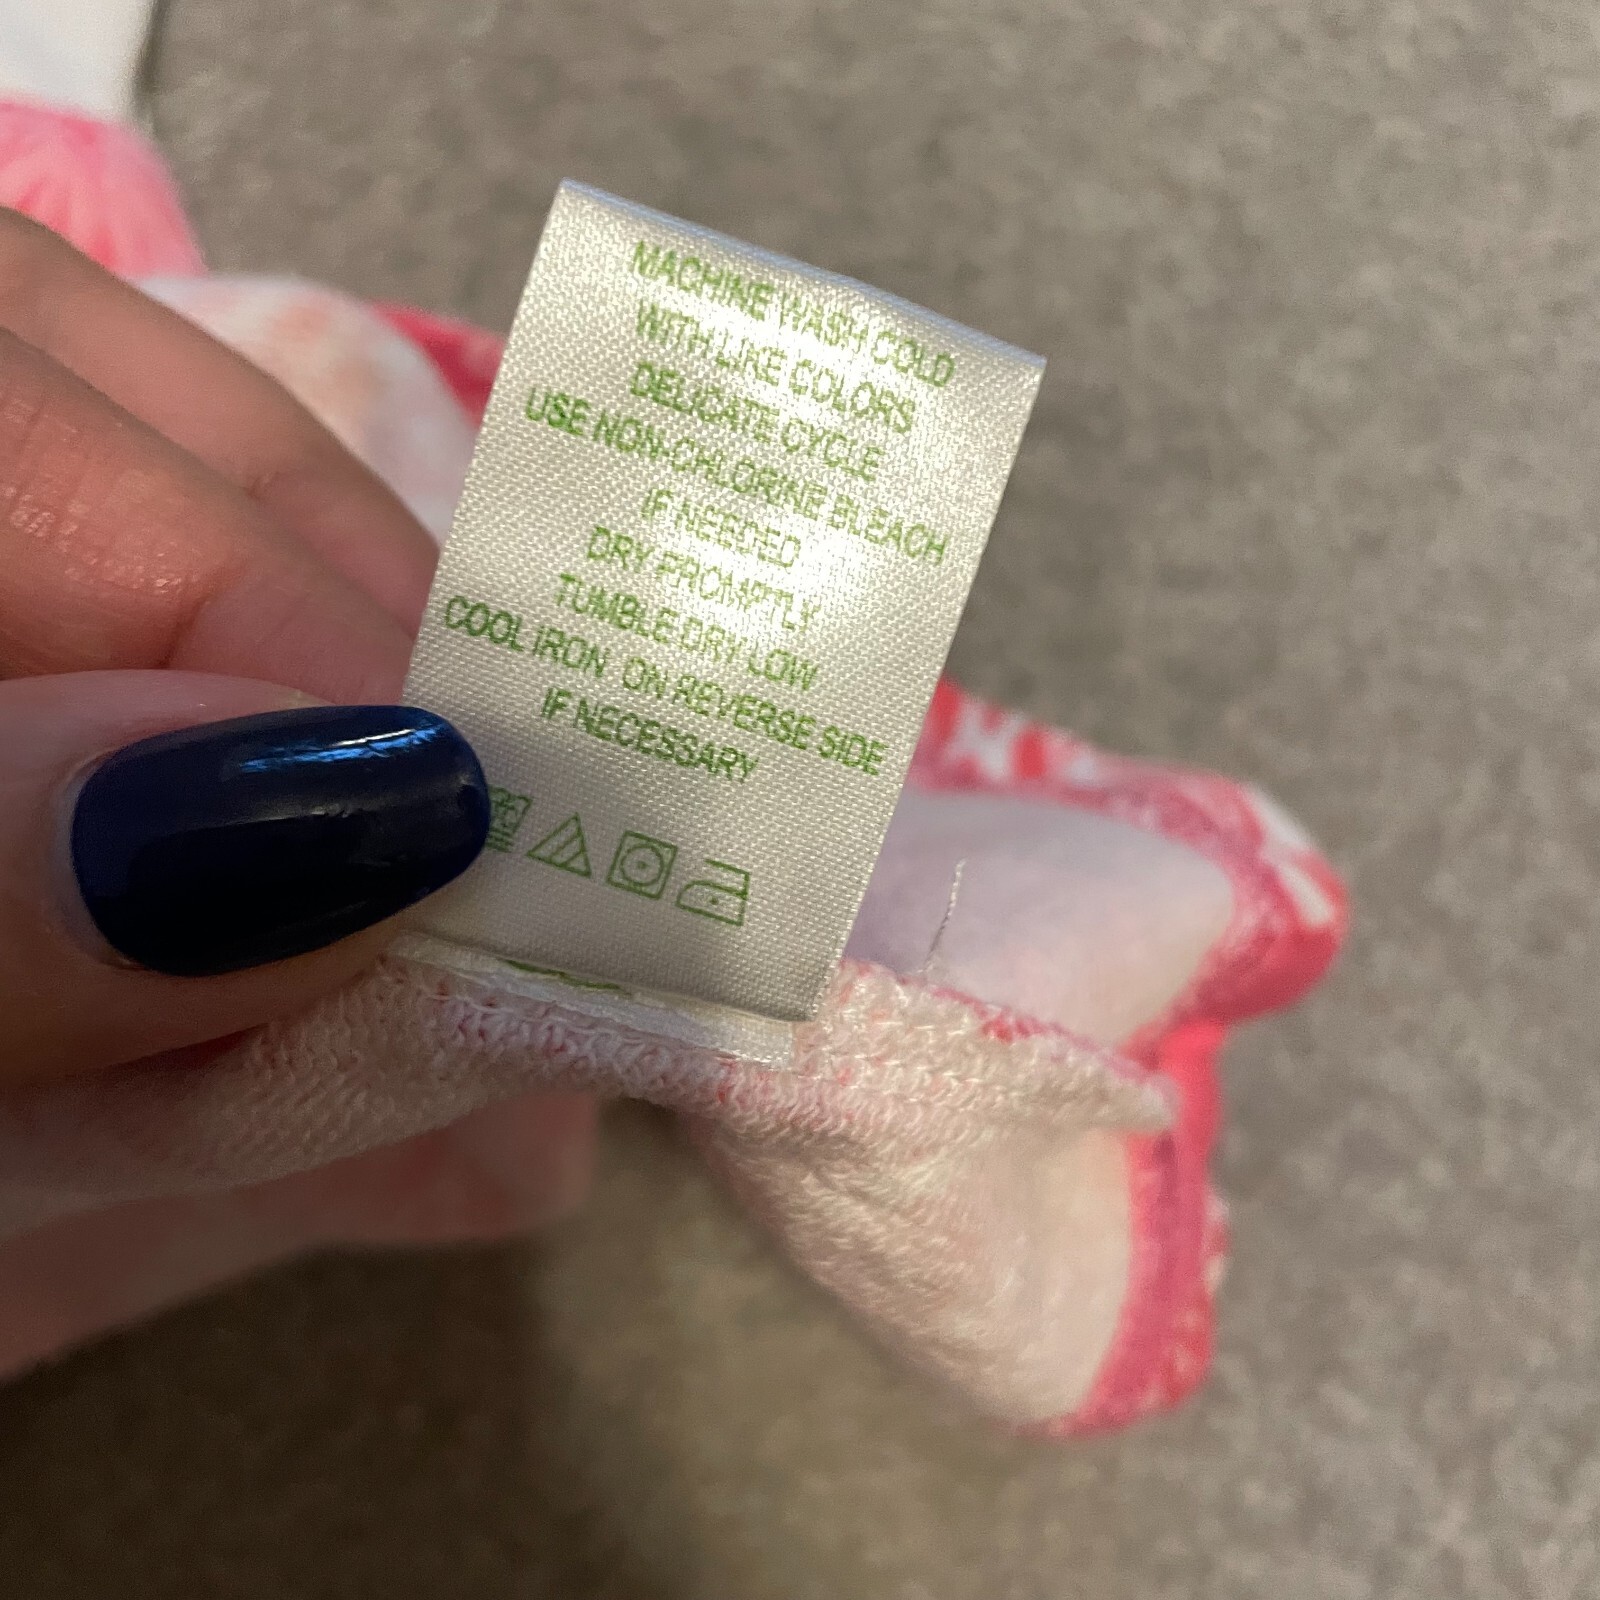 MACHINE WASH COLD
WITH LIKE COLORS
DELICATE CYCLE
USE NON-CHLORINE BLEACH
IF NEEDED
DRY PROMPTLY
TUMBLE DRY LOW
COOL IRON ON REVERSE SIDE
IF NECESSARY